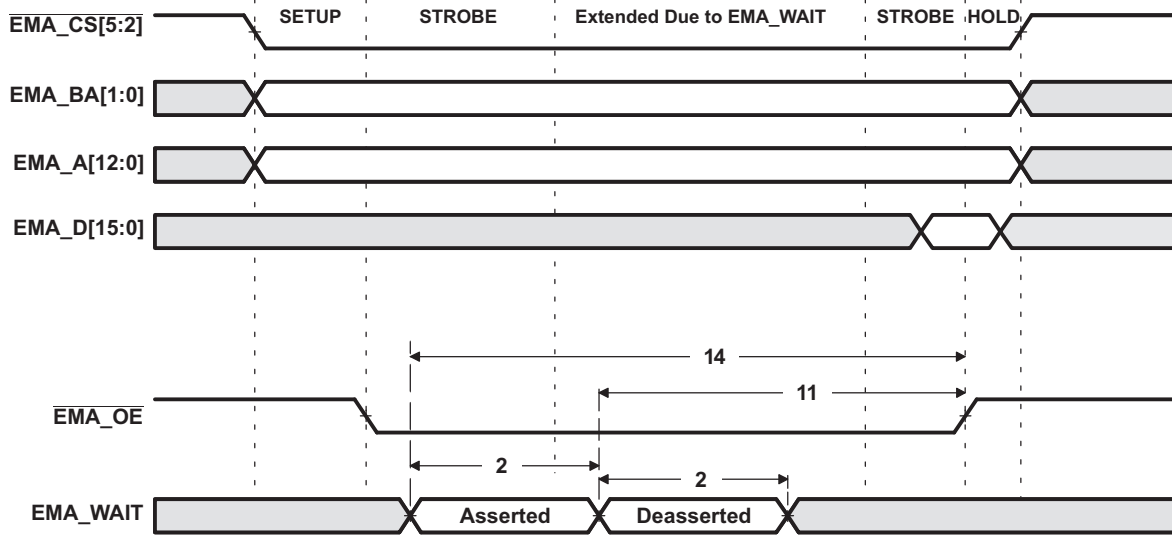 SETUP STROBE Extended Due to EMA_WAIT STROBE HOLD
EMA_CS[5:2]
EMA_BA[1:0]
EMA_A[12:0]
EMA_D[15:0]
14
11
EMA_OE
2
2
EMA_WAIT Asserted Deasserted